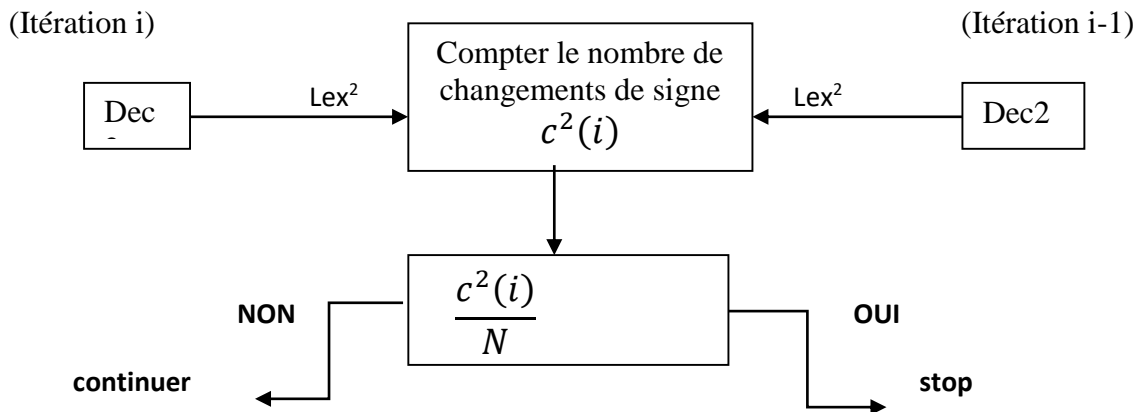 (Itération i)
(Itération i-1)
Compter le nombre de
changements de signe
c²(i)
Dec
Lex²
Lex²
Dec2
c²(i)
N
NON
OUI
continuer
stop